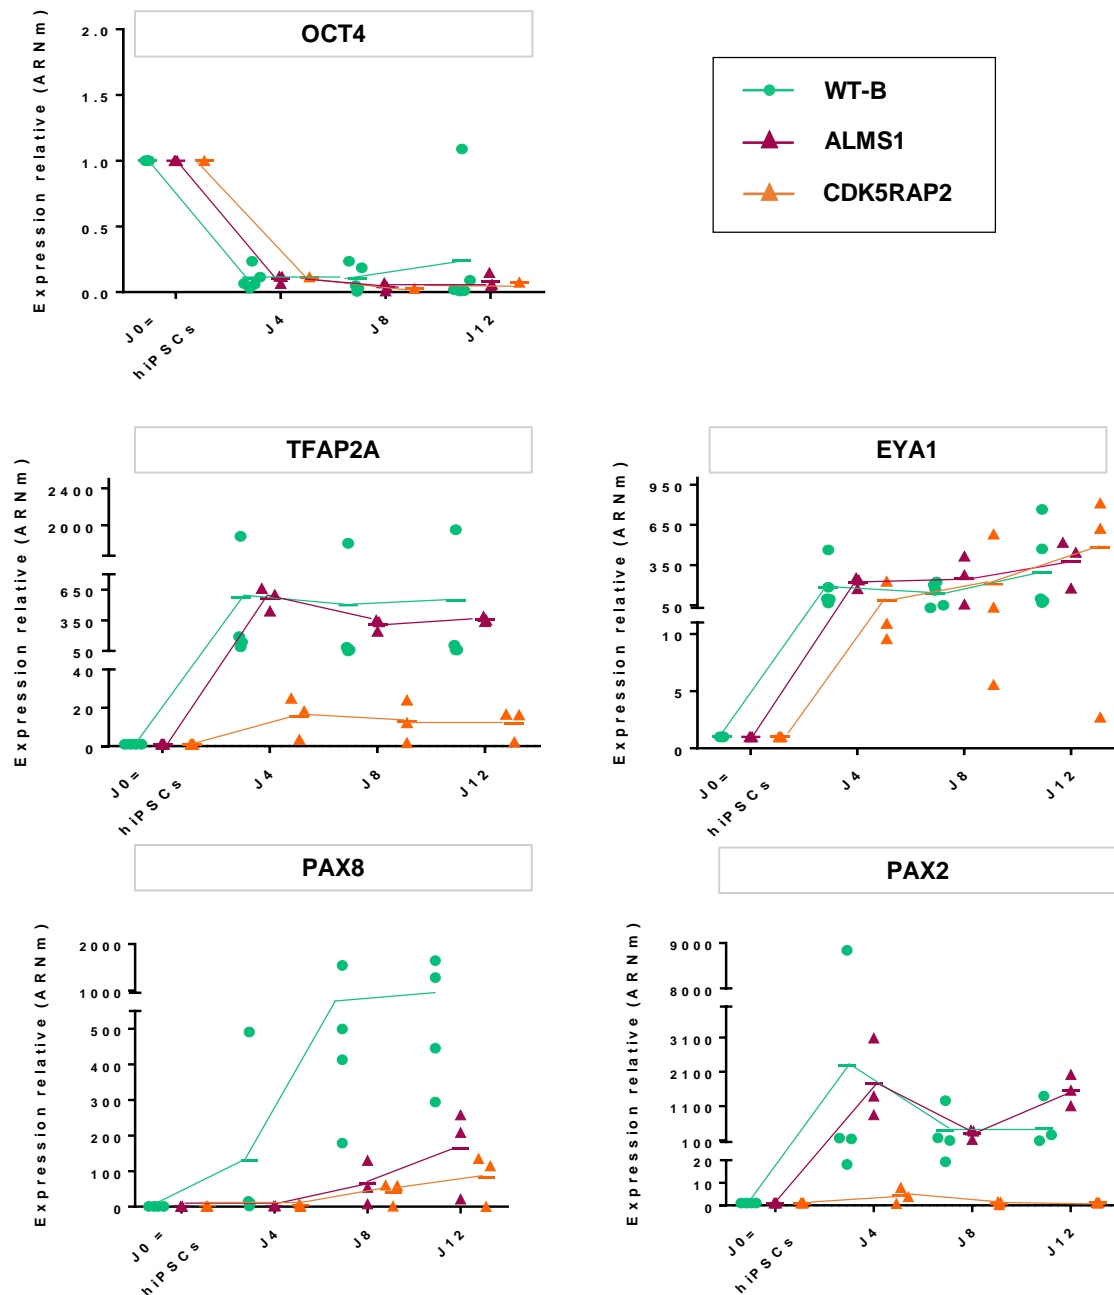 OCT4
Expression relative (ARNm)
2.0
1.5
1.0
0.5
0.0
J0=
hiPSCs
J4
J8
J12
WT-B
ALMS1
CDK5RAP2
TFAP2A
Expression relative (ARNm)
2400
2000
650
350
50
40
20
0
J0=
hiPSCs
J4
J8
J12
EYA1
Expression relative (ARNm)
950
650
350
50
10
5
0
J0=
hiPSCs
J4
J8
J12
PAX8
Expression relative (ARNm)
2000
1000
500
400
300
200
100
0
J0=
hiPSCs
J4
J8
J12
PAX2
Expression relative (ARNm)
9000
8000
3100
2100
1100
100
20
10
0
J0=
hiPSCs
J4
J8
J12